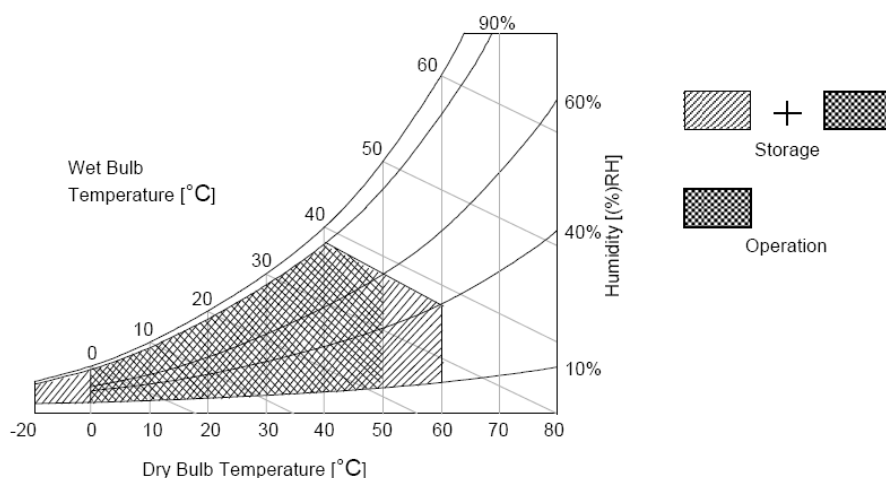 90%
60
60%
50
Wet Bulb
Temperature [°C]
+
Storage
40
Humidity [(%)RH]
40%
Operation
30
20
10
0
10%
-20 0 10 20 30 40 50 60 70 80
Dry Bulb Temperature [°C]